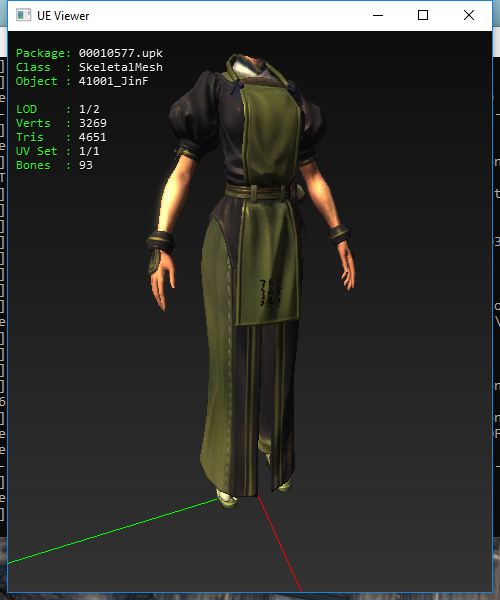 UE Viewer
Package: 00010577.upk
Class : SkeletalMesh
Object : 41001_JinF
LOD : 1/2
Verts : 3269
Tris : 4651
UV Set : 1/1
Bones : 93